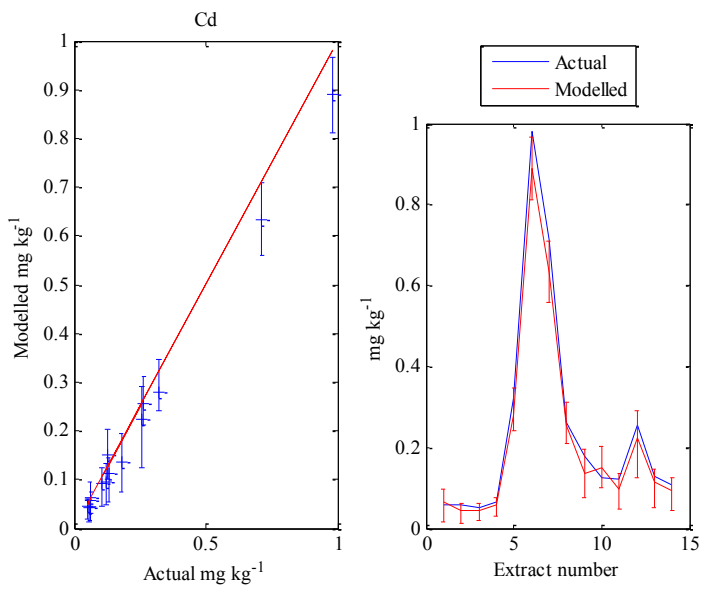 Cd
1
0.9
0.8
0.7
0.6
0.5
0.4
0.3
0.2
0.1
0
0 0.5 1
Modelled mg kg-1
Actual mg kg-1
Actual
Modelled
1
0.8
0.6
0.4
0.2
0
0 5 10 15
mg kg-1
Extract number